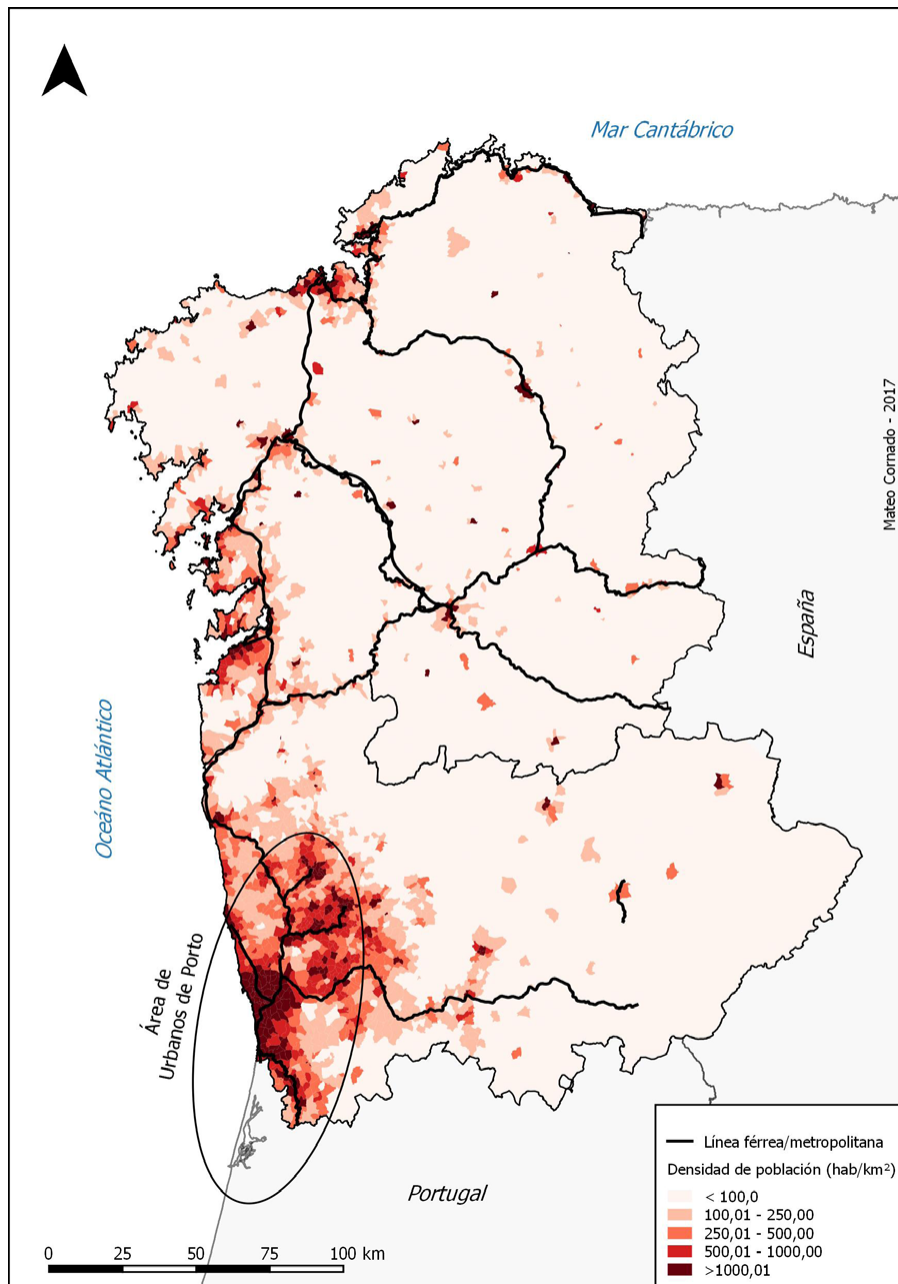 Mar Cantábrico
Mateo Cornado - 2017
España
Oceáno Atlántico
Área de
Urbanos de Porto
Portugal
Línea férrea/metropolitana
Densidad de población (hab/km²)
< 100,0
100,01 - 250,00
250,01 - 500,00
500,01 - 1000,00
>1000,01
0 25 50 75 100 km